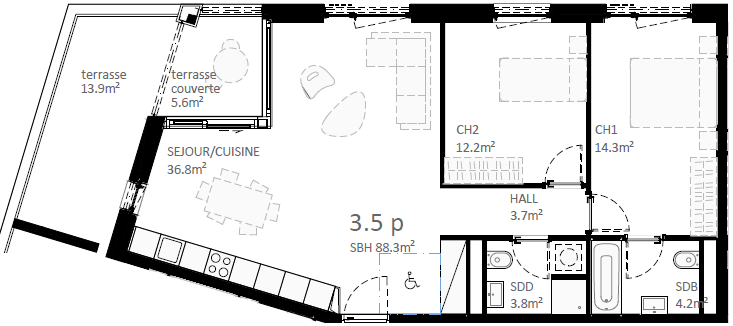 terrasse
13.9m²
terrasse
couverte
5.6m²
SEJOUR/CUISINE
36.8m²
CH2
12.2m²
CH1
14.3m²
HALL
3.7m²
3.5 p
SBH 88.3m²
SDD
3.8m²
SDB
4.2m²